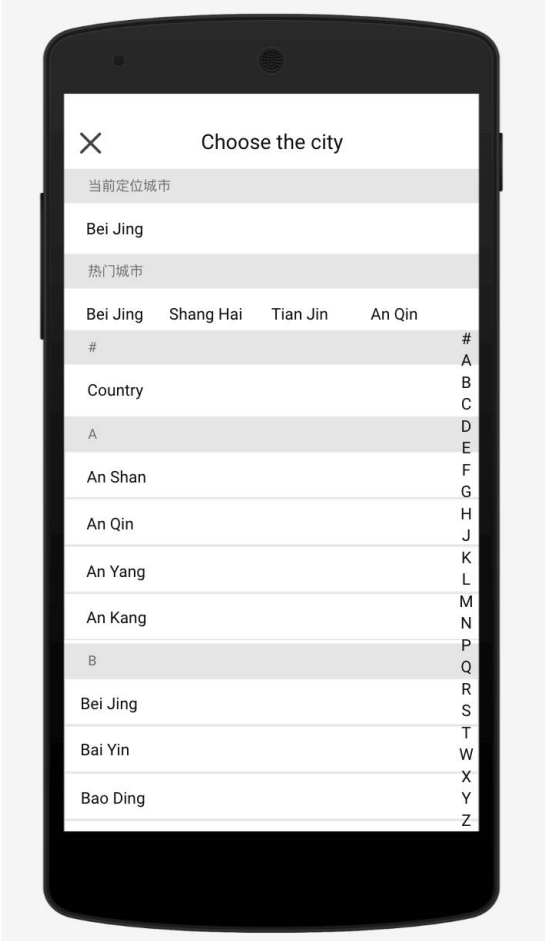 Choose the city
当前定位城市
Bei Jing
热门城市
Bei Jing Shang Hai Tian Jin An Qin
#
Country
A
An Shan
An Qin
An Yang
An Kang
B
Bei Jing
Bai Yin
Bao Ding
#
A
B
C
D
E
F
G
H
J
K
L
M
N
P
Q
R
S
T
W
X
Y
Z